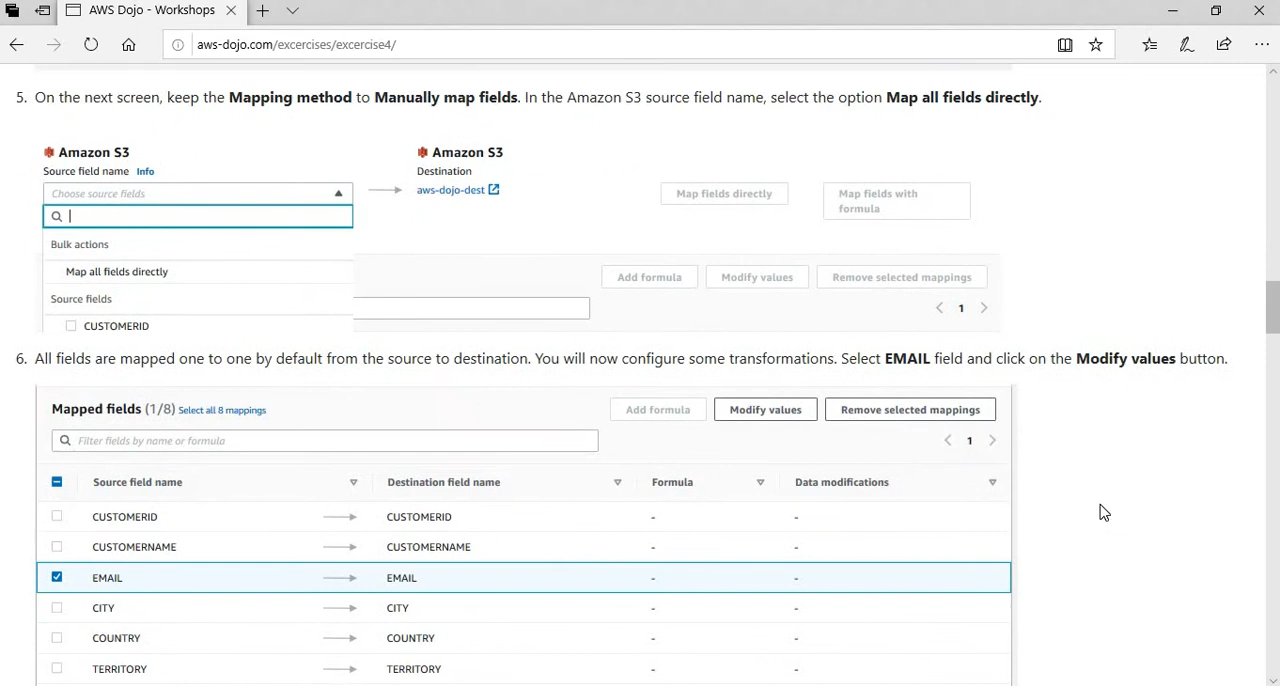 AWS Dojo - Workshops
aws-dojo.com/excercises/excercise4/
5. On the next screen, keep the Mapping method to Manually map fields. In the Amazon S3 source field name, select the option Map all fields directly.
Amazon S3 Amazon S3
Source field name Info Destination
Choose source fields aws-dojo-dest Map fields directly Map fields with
formula
Bulk actions
Map all fields directly Add formula Modify values Remove selected mappings
Source fields
1
CUSTOMERID
6. All fields are mapped one to one by default from the source to destination. You will now configure some transformations. Select EMAIL field and click on the Modify values button.
Mapped fields (1/8) Select all 8 mappings Add formula Modify values Remove selected mappings
Filter fields by name or formula 1
Source field name Destination field name Formula Data modifications
CUSTOMERID CUSTOMERID - -
CUSTOMERNAME CUSTOMERNAME - -
EMAIL EMAIL - -
CITY CITY - -
COUNTRY COUNTRY - -
TERRITORY TERRITORY - -